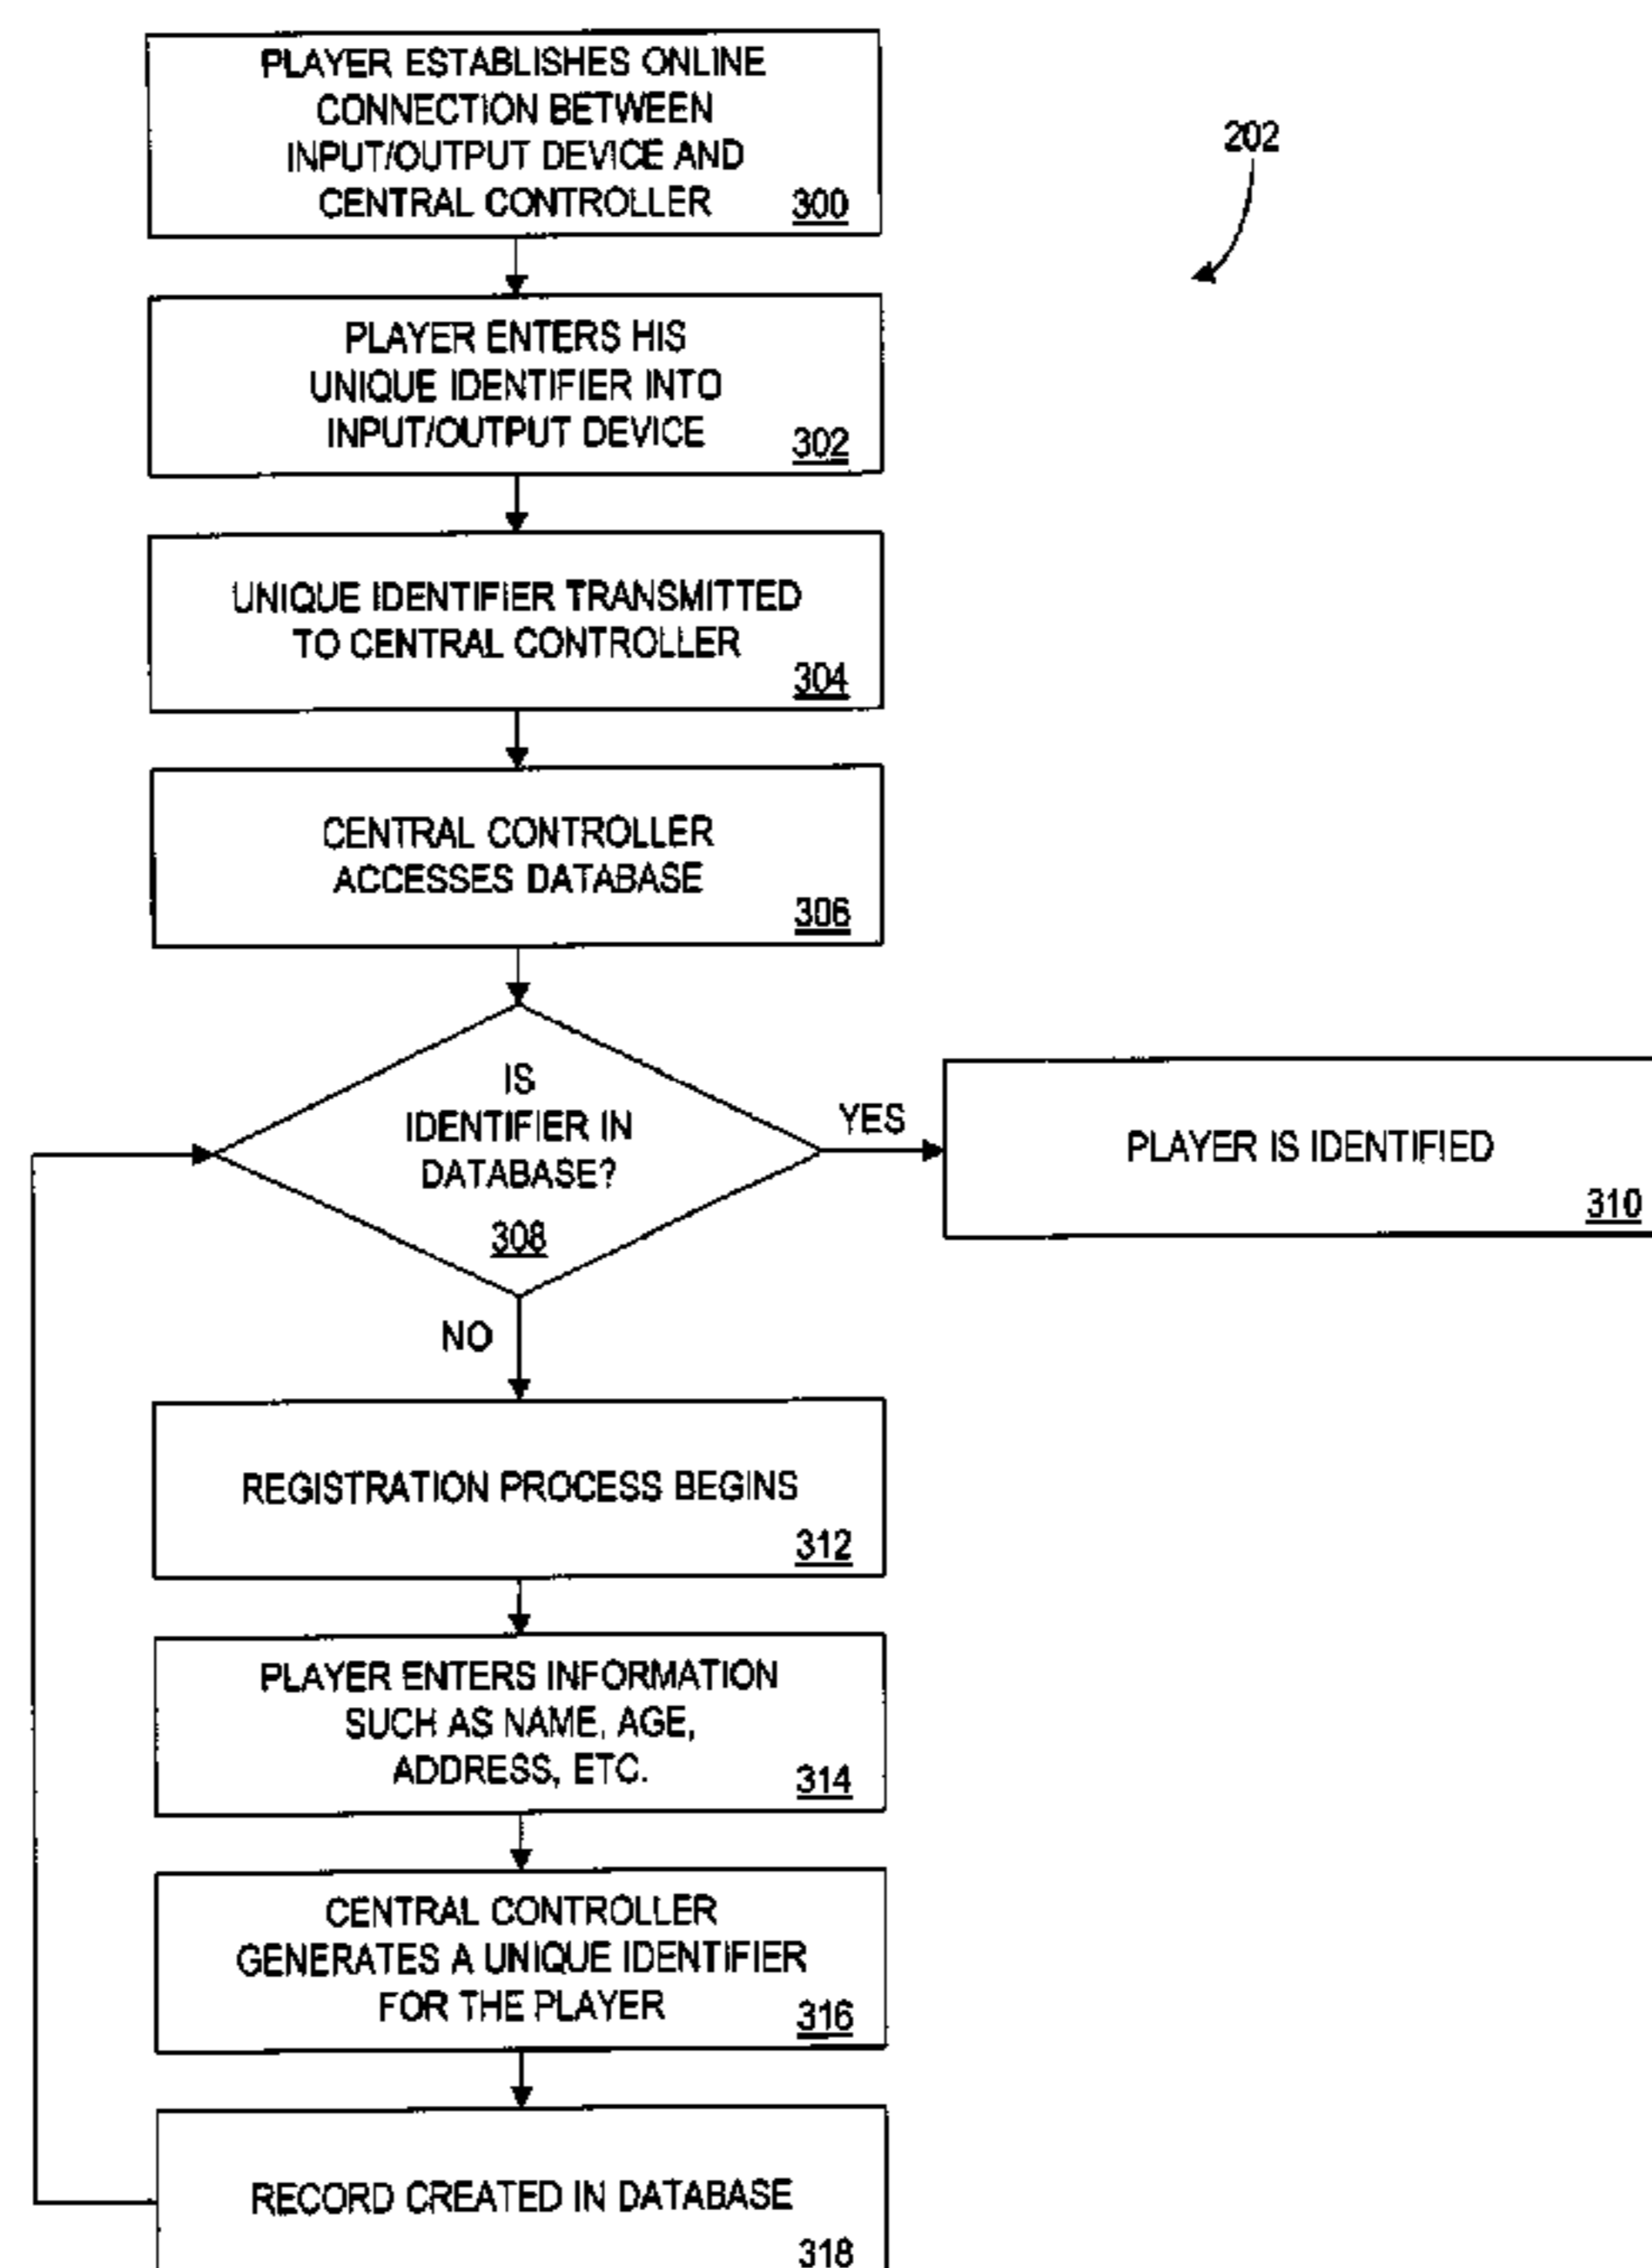 PLAYER ESTABLISHES ONLINE
CONNECTION BETWEEN
INPUT/OUTPUT DEVICE AND
CENTRAL CONTROLLER 300
202
PLAYER ENTERS HIS
UNIQUE IDENTIFIER INTO
INPUT/OUTPUT DEVICE 302
UNIQUE IDENTIFIER TRANSMITTED
TO CENTRAL CONTROLLER
304
CENTRAL CONTROLLER
ACCESSES DATABASE
306
IS
IDENTIFIER IN
DATABASE?
308
YES
PLAYER IS IDENTIFIED
310
NO
REGISTRATION PROCESS BEGINS
312
PLAYER ENTERS INFORMATION
SUCH AS NAME, AGE,
ADDRESS, ETC. 314
CENTRAL CONTROLLER
GENERATES A UNIQUE IDENTIFIER
FOR THE PLAYER 316
RECORD CREATED IN DATABASE
318